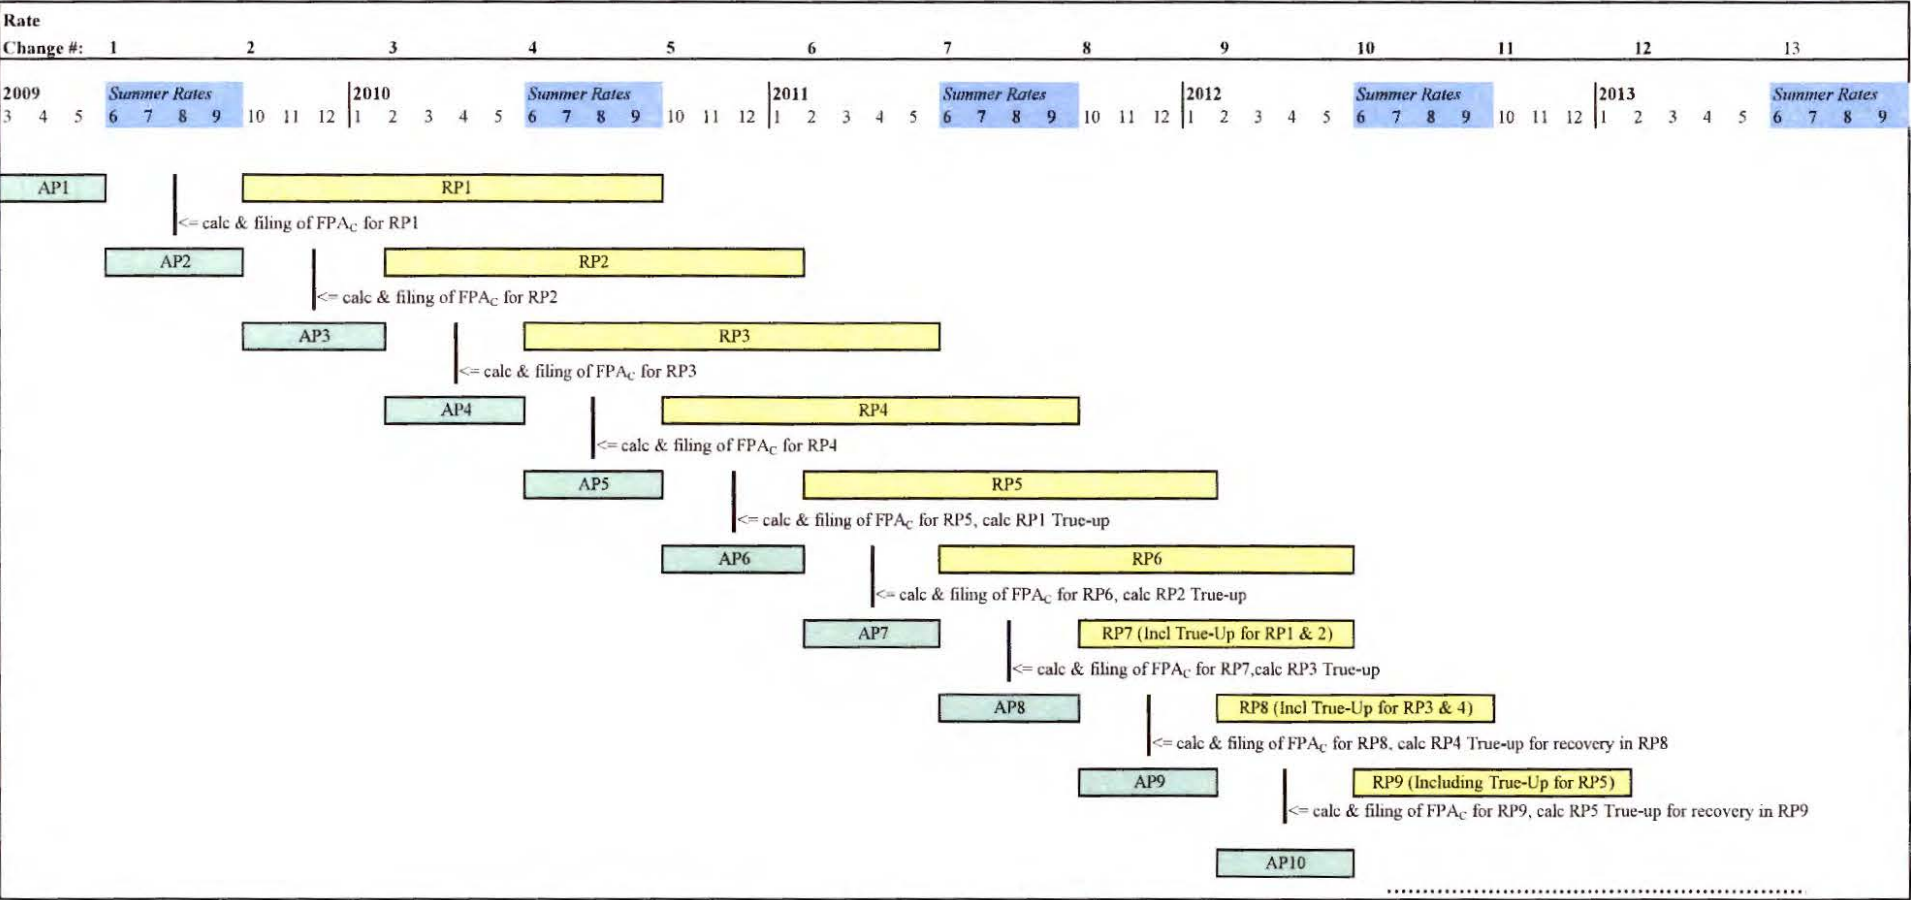 Rate
Change #: 1 2 3 4 5 6 7 8 9 10 11 12 13
2009 Summer Rates 2010 Summer Rates 2011 Summer Rates 2012 Summer Rates 2013 Summer Rates
3 4 5 6 7 8 9 10 11 12 1 2 3 4 5 6 7 8 9 10 11 12 1 2 3 4 5 6 7 8 9 10 11 12 1 2 3 4 5 6 7 8 9 10 11 12 1 2 3 4 5 6 7 8 9
AP1 RP1
<= calc & filing of FPAC for RP1
AP2 RP2
<= calc & filing of FPAC for RP2
AP3 RP3
<= calc & filing of FPAC for RP3
AP4 RP4
<= calc & filing of FPAC for RP4
AP5 RP5
<= calc & filing of FPAC for RP5, calc RP1 True-up
AP6 RP6
<= calc & filing of FPAC for RP6, calc RP2 True-up
AP7 RP7 (Incl True-Up for RP1 & 2)
<= calc & filing of FPAC for RP7,calc RP3 True-up
AP8 RP8 (Incl True-Up for RP3 & 4)
<= calc & filing of FPAC for RP8, calc RP4 True-up for recovery in RP8
AP9 RP9 (Including True-Up for RP5)
<= calc & filing of FPAC for RP9, calc RP5 True-up for recovery in RP9
AP10